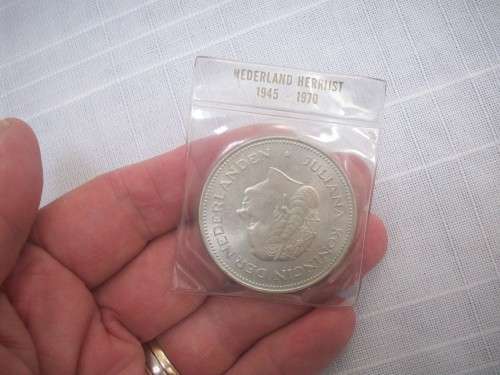 NEDERLAND HERRIJST
1945 - 1970
JULIANA KONINGIN DER NEDERLANDEN